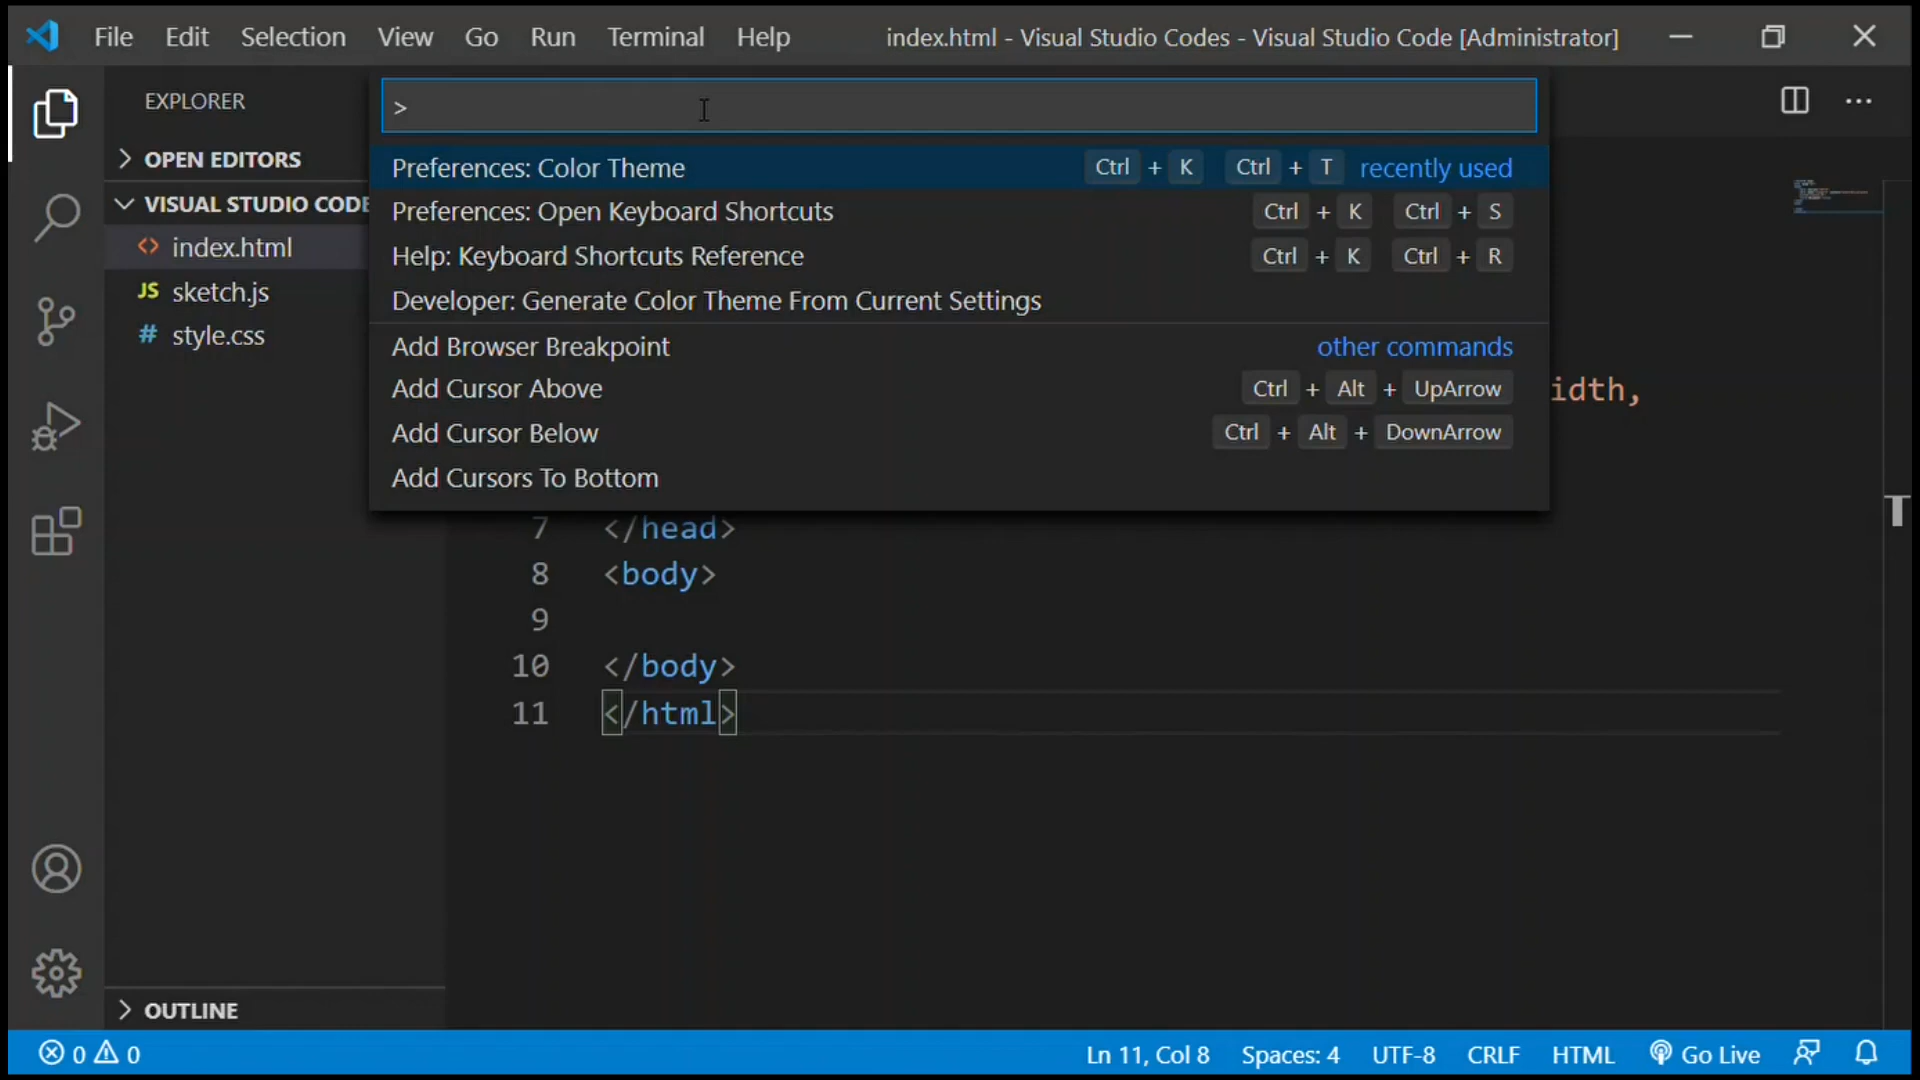 File Edit Selection View Go Run Terminal Help index.html - Visual Studio Codes - Visual Studio Code [Administrator]
EXPLORER
OPEN EDITORS
VISUAL STUDIO CODE
<> index.html
JS sketch.js
# style.css
OUTLINE
>
Preferences: Color Theme Ctrl + K Ctrl + T recently used
Preferences: Open Keyboard Shortcuts Ctrl + K Ctrl + S
Help: Keyboard Shortcuts Reference Ctrl + K Ctrl + R
Developer: Generate Color Theme From Current Settings
Add Browser Breakpoint other commands
Add Cursor Above Ctrl + Alt + UpArrow
Add Cursor Below Ctrl + Alt + DownArrow
Add Cursors To Bottom
idth,
7 </head>
8 <body>
9
10 </body>
11 </html>
0 0 Ln 11, Col 8 Spaces: 4 UTF-8 CRLF HTML Go Live